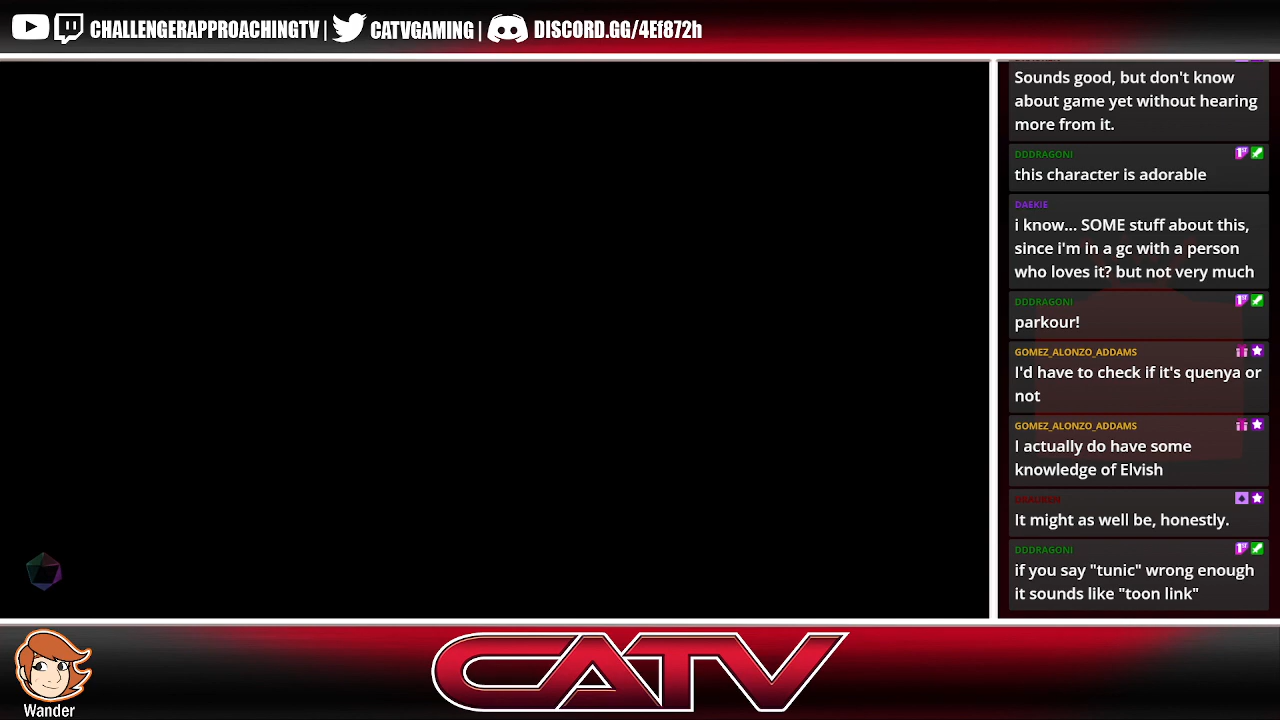 CHALLENGERAPPROACHINGTV | CATVGAMING | DISCORD.GG/4Ef872h
Sounds good, but don't know
about game yet without hearing
more from it.
DDDRAGONI
this character is adorable
DAEKIE
i know... SOME stuff about this,
since i'm in a gc with a person
who loves it? but not very much
DDDRAGONI
parkour!
GOMEZ_ALONZO_ADDAMS
I'd have to check if it's quenya or
not
GOMEZ_ALONZO_ADDAMS
I actually do have some
knowledge of Elvish
It might as well be, honestly.
DDDRAGONI
if you say "tunic" wrong enough
it sounds like "toon link"
CATV
Wander